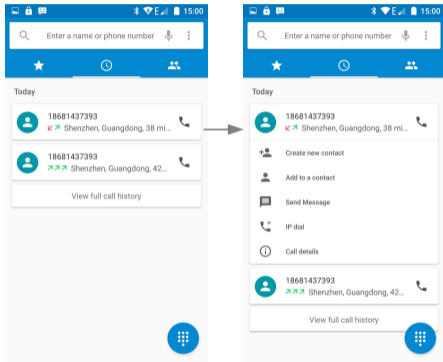 15:00
Enter a name or phone number
Today
18681437393
Shenzhen, Guangdong, 38 mi...
18681437393
Shenzhen, Guangdong, 42...
View full call history
15:00
Enter a name or phone number
Today
18681437393
Shenzhen, Guangdong, 38 mi...
Create new contact
Add to a contact
Send Message
IP dial
Call details
18681437393
Shenzhen, Guangdong, 42...
View full call history